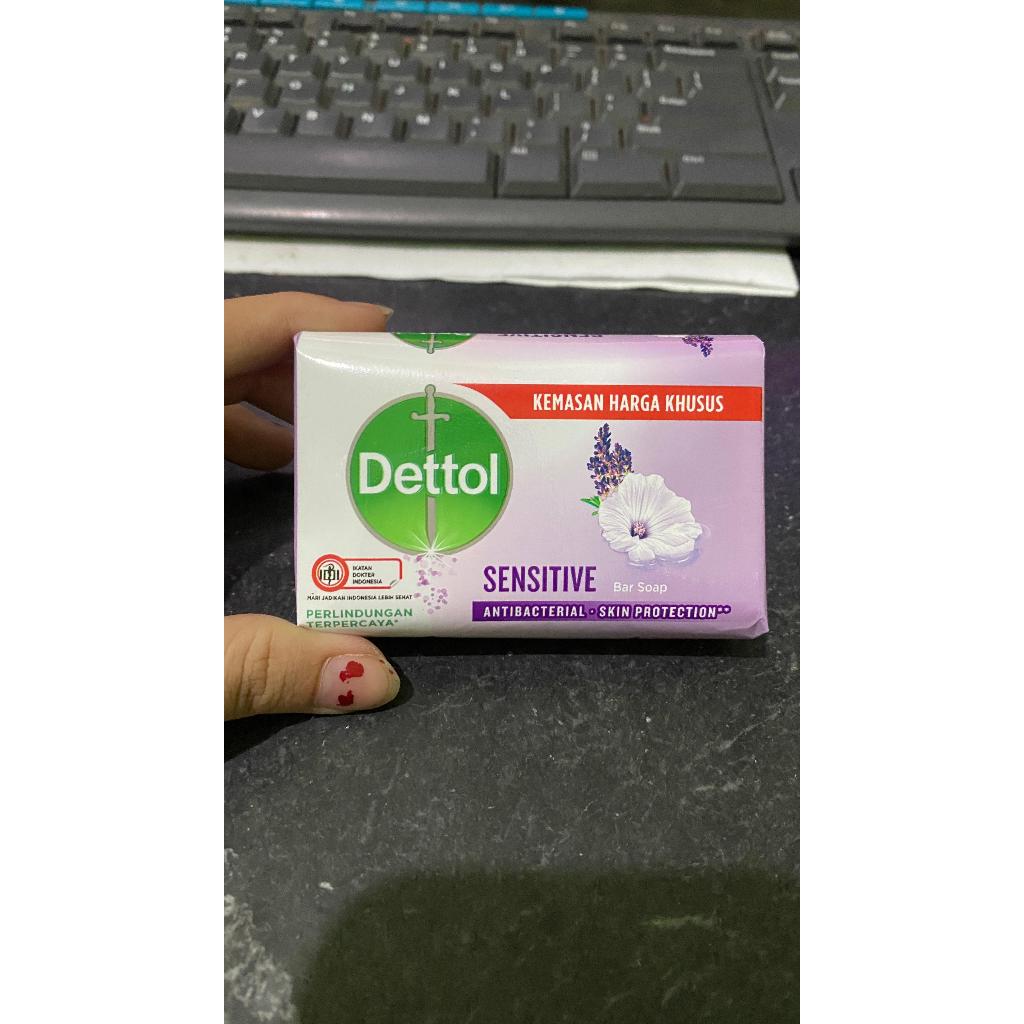 SENSITIVE
KEMASAN HARGA KHUSUS
Dettol
IKATAN
DOKTER
INDONESIA
MARI JADIKAN INDONESIA LEBIH SEHAT
PERLINDUNGAN
TERPERCAYA*
SENSITIVE Bar Soap
ANTIBACTERIAL • SKIN PROTECTION**